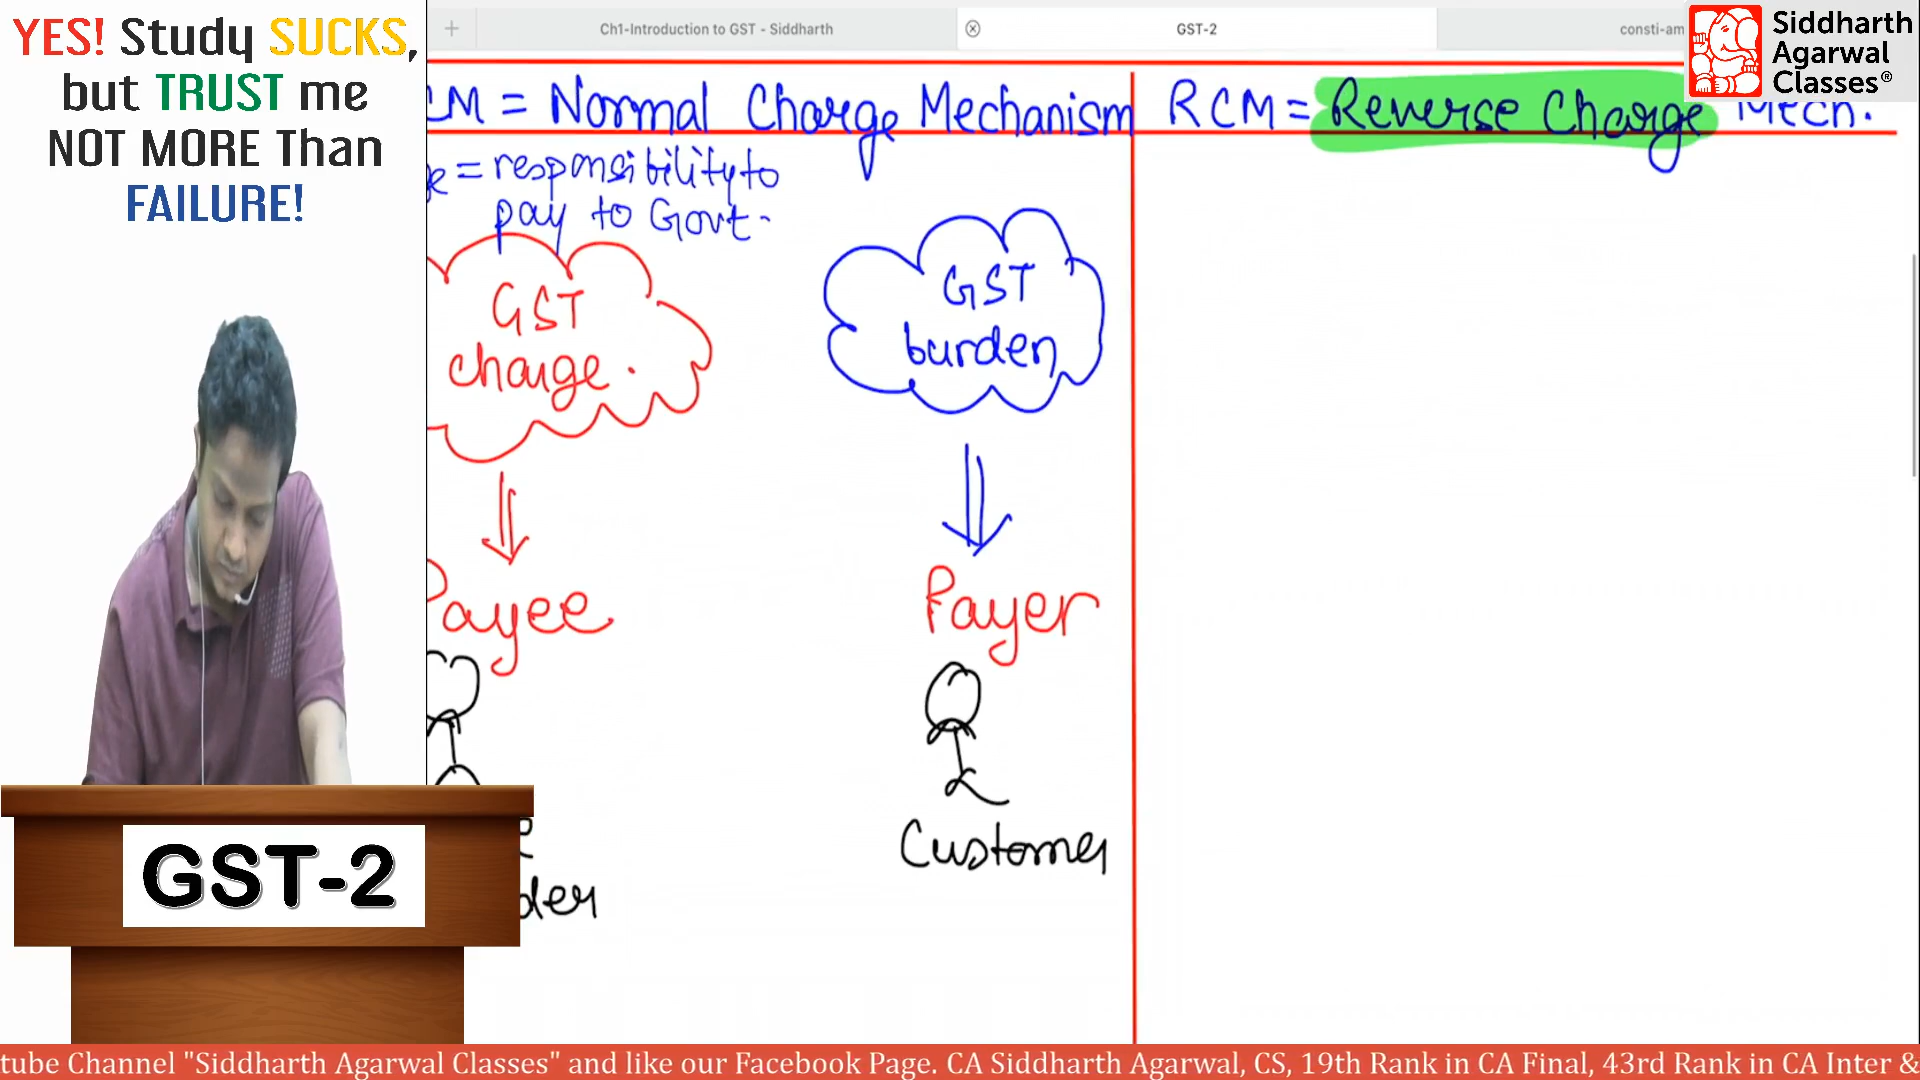 YES! Study SUCKS,
but TRUST me
NOT MORE Than
FAILURE!
Ch1-Introduction to GST - Siddharth
GST-2
consti-am
Siddharth
Agarwal
Classes®
CM = Normal Charge Mechanism
RCM = Reverse Charge Mech.
= responsibility to
pay to Govt.
GST
charge.
GST
burden
Payee
Payer
Customer
der
GST-2
tube Channel "Siddharth Agarwal Classes" and like our Facebook Page. CA Siddharth Agarwal, CS, 19th Rank in CA Final, 43rd Rank in CA Inter &